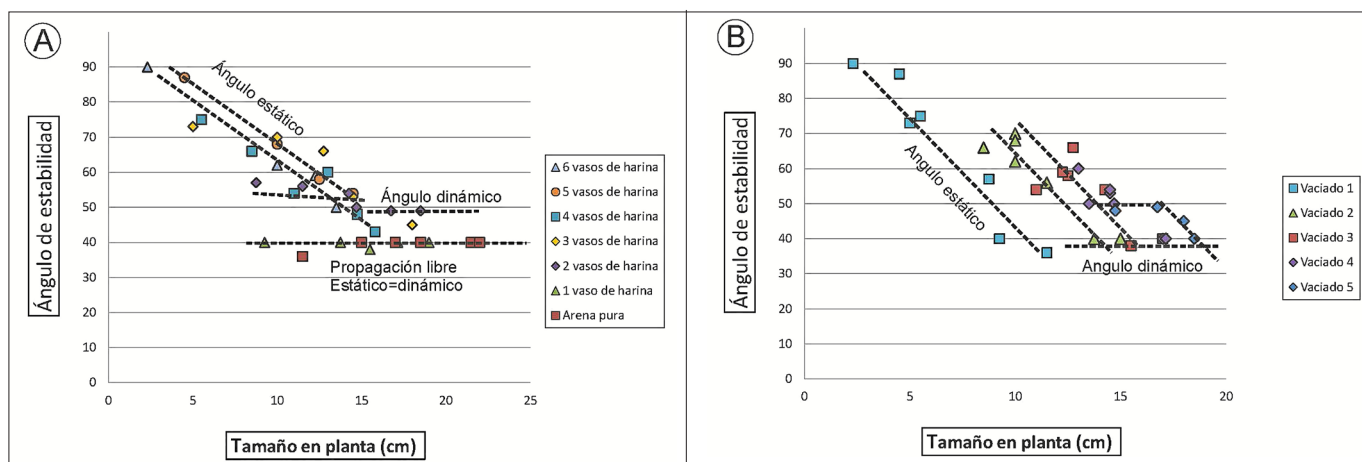 A
Ángulo de estabilidad
90
80
70
60
50
40
30
20
10
0
0 5 10 15 20 25
Tamaño en planta (cm)
Ángulo estático
Ángulo dinámico
Propagación libre
Estático=dinámico
6 vasos de harina
5 vasos de harina
4 vasos de harina
3 vasos de harina
2 vasos de harina
1 vaso de harina
Arena pura
B
Ángulo de estabilidad
90
80
70
60
50
40
30
20
10
0
0 5 10 15 20
Tamaño en planta (cm)
Angulo estático
Angulo dinámico
Vaciado 1
Vaciado 2
Vaciado 3
Vaciado 4
Vaciado 5